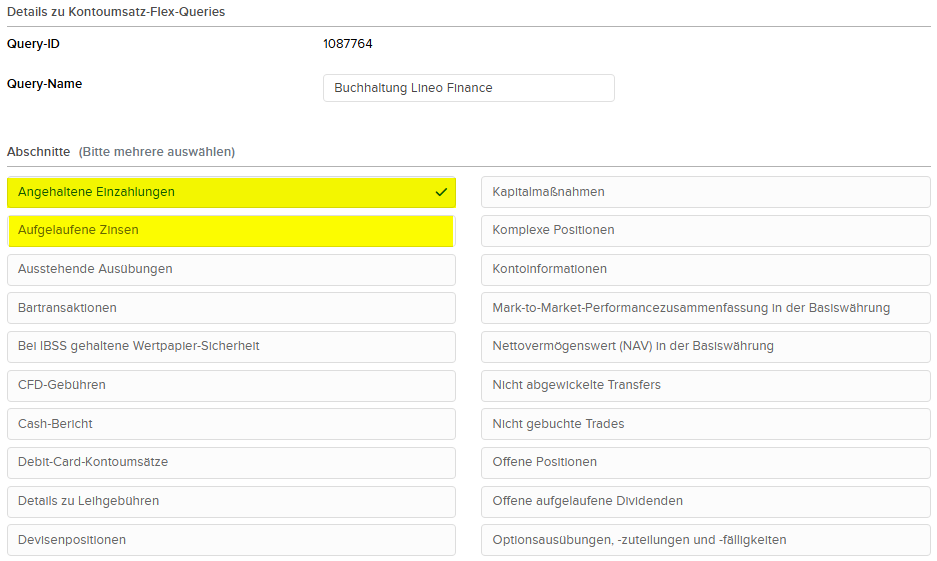 Details zu Kontoumsatz-Flex-Queries
Query-ID 1087764
Query-Name Buchhaltung Lineo Finance
Abschnitte (Bitte mehrere auswählen)
Angehaltene Einzahlungen
Kapitalmaßnahmen
Aufgelaufene Zinsen
Komplexe Positionen
Ausstehende Ausübungen
Kontoinformationen
Bartransaktionen
Mark-to-Market-Performancezusammenfassung in der Basiswährung
Bei IBSS gehaltene Wertpapier-Sicherheit
Nettovermögenswert (NAV) in der Basiswährung
CFD-Gebühren
Nicht abgewickelte Transfers
Cash-Bericht
Nicht gebuchte Trades
Debit-Card-Kontoumsätze
Offene Positionen
Details zu Leihgebühren
Offene aufgelaufene Dividenden
Devisenpositionen
Optionsausübungen, -zuteilungen und -fälligkeiten